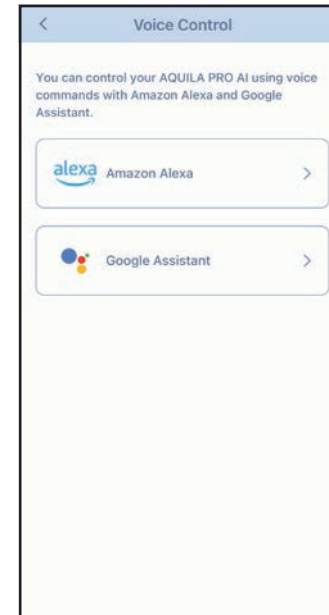 Voice Control
You can control your AQUILA PRO AI using voice
commands with Amazon Alexa and Google
Assistant.
alexa Amazon Alexa
Google Assistant